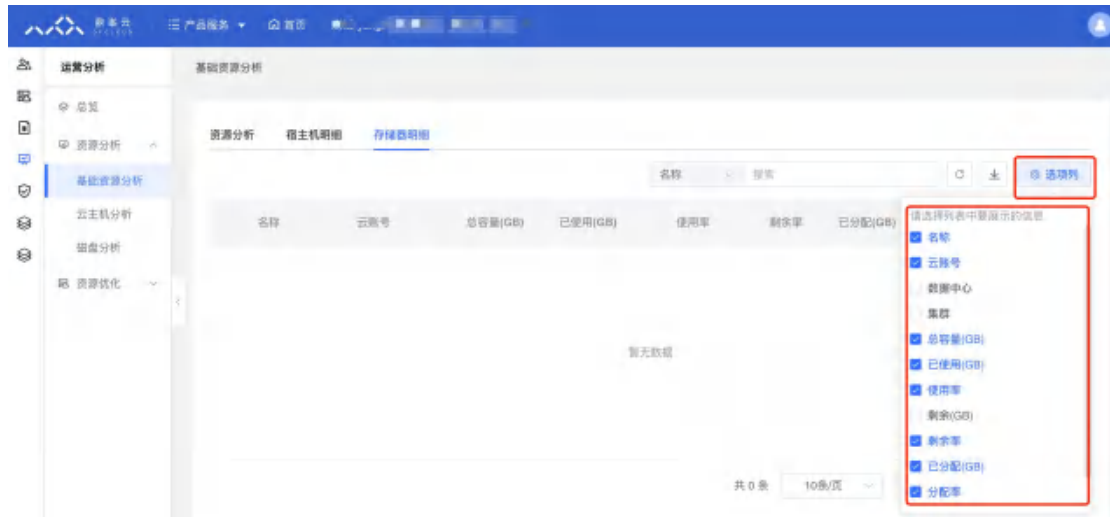 产品服务
首页
运营分析
基础资源分析
总览
资源分析
基础资源分析
云主机分析
磁盘分析
资源优化
资源分析 宿主机明细 存储器明细
名称 搜索 选项列
名称 云账号 总容量(GB) 已使用(GB) 使用率 剩余率 已分配(GB)
暂无数据
共 0 条 10条/页
请选择列表中要展示的信息
名称
云账号
数据中心
集群
总容量(GB)
已使用(GB)
使用率
剩余(GB)
剩余率
已分配(GB)
分配率